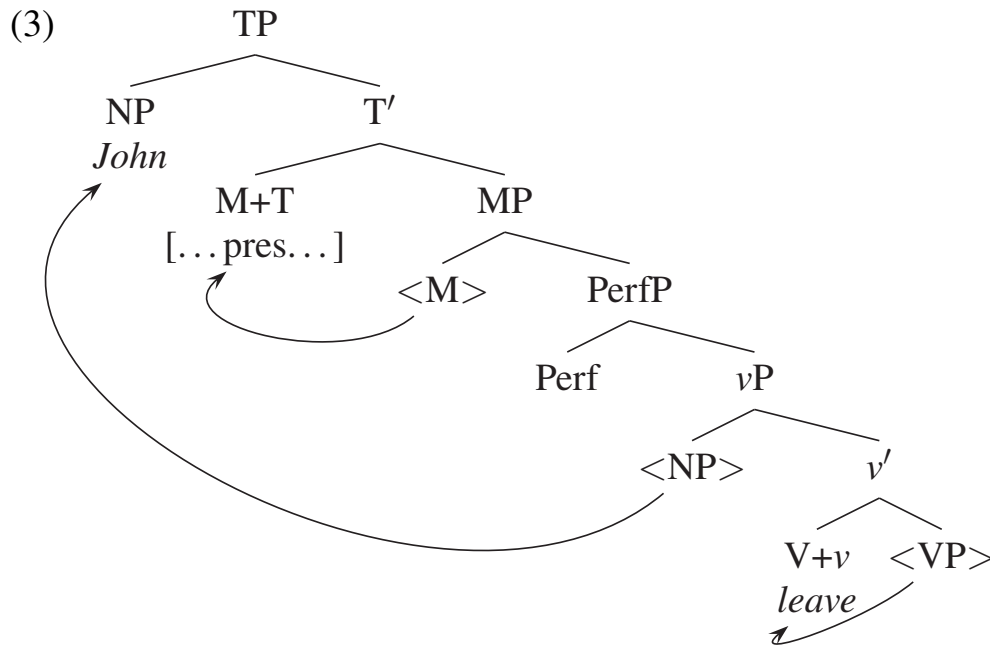 (3) TP
NP T′
John
M+T MP
[…pres…]
<M> PerfP
Perf vP
<NP> v′
V+v <VP>
leave